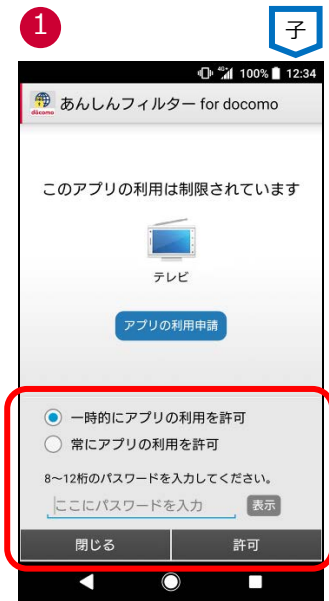 1
子
4G+ 100% 12:34
docomo
あんしんフィルター for docomo
このアプリの利用は制限されています
テレビ
アプリの利用申請
一時的にアプリの利用を許可
常にアプリの利用を許可
8〜12桁のパスワードを入力してください。
ここにパスワードを入力 表示
閉じる 許可